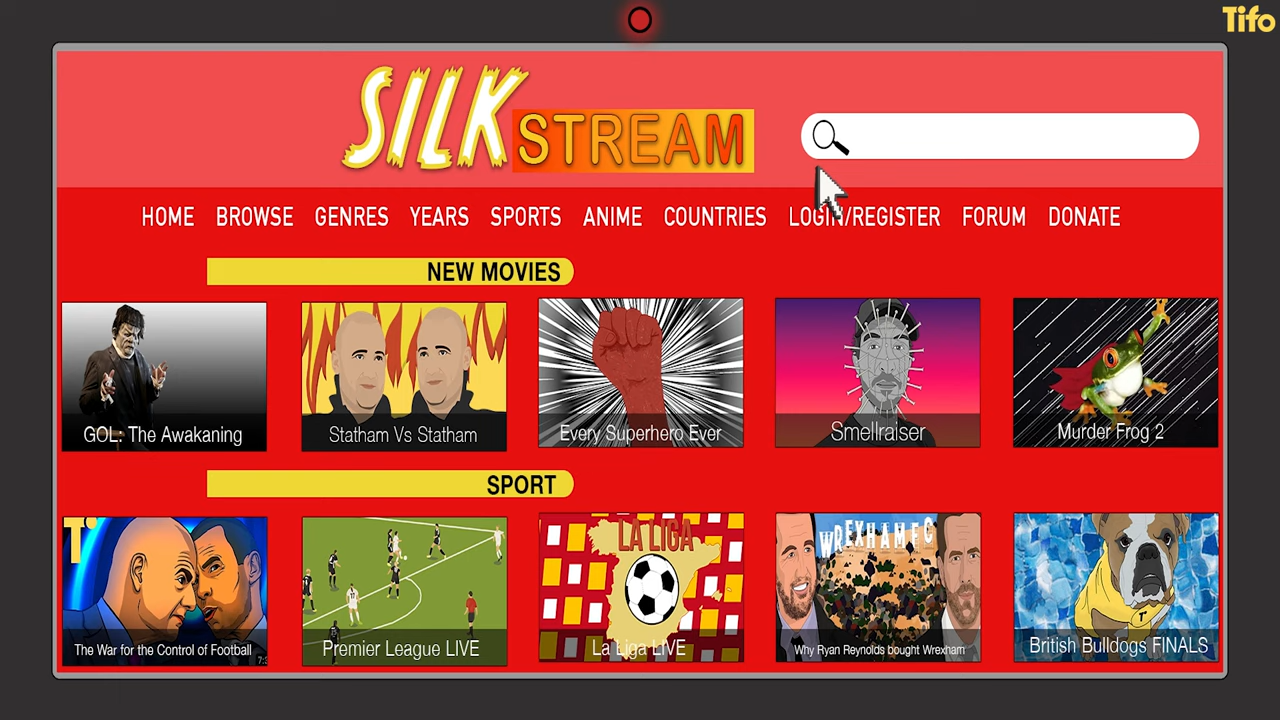 Tifo
SILK STREAM
HOME BROWSE GENRES YEARS SPORTS ANIME COUNTRIES LOGIN/REGISTER FORUM DONATE
NEW MOVIES
GOL: The Awakaning
Statham Vs Statham
Every Superhero Ever
Smellraiser
Murder Frog 2
SPORT
Ti
The War for the Control of Football
Premier League LIVE
LA LIGA
La Liga LIVE
WREXHAM FC
Why Ryan Reynolds bought Wrexham
T
British Bulldogs FINALS